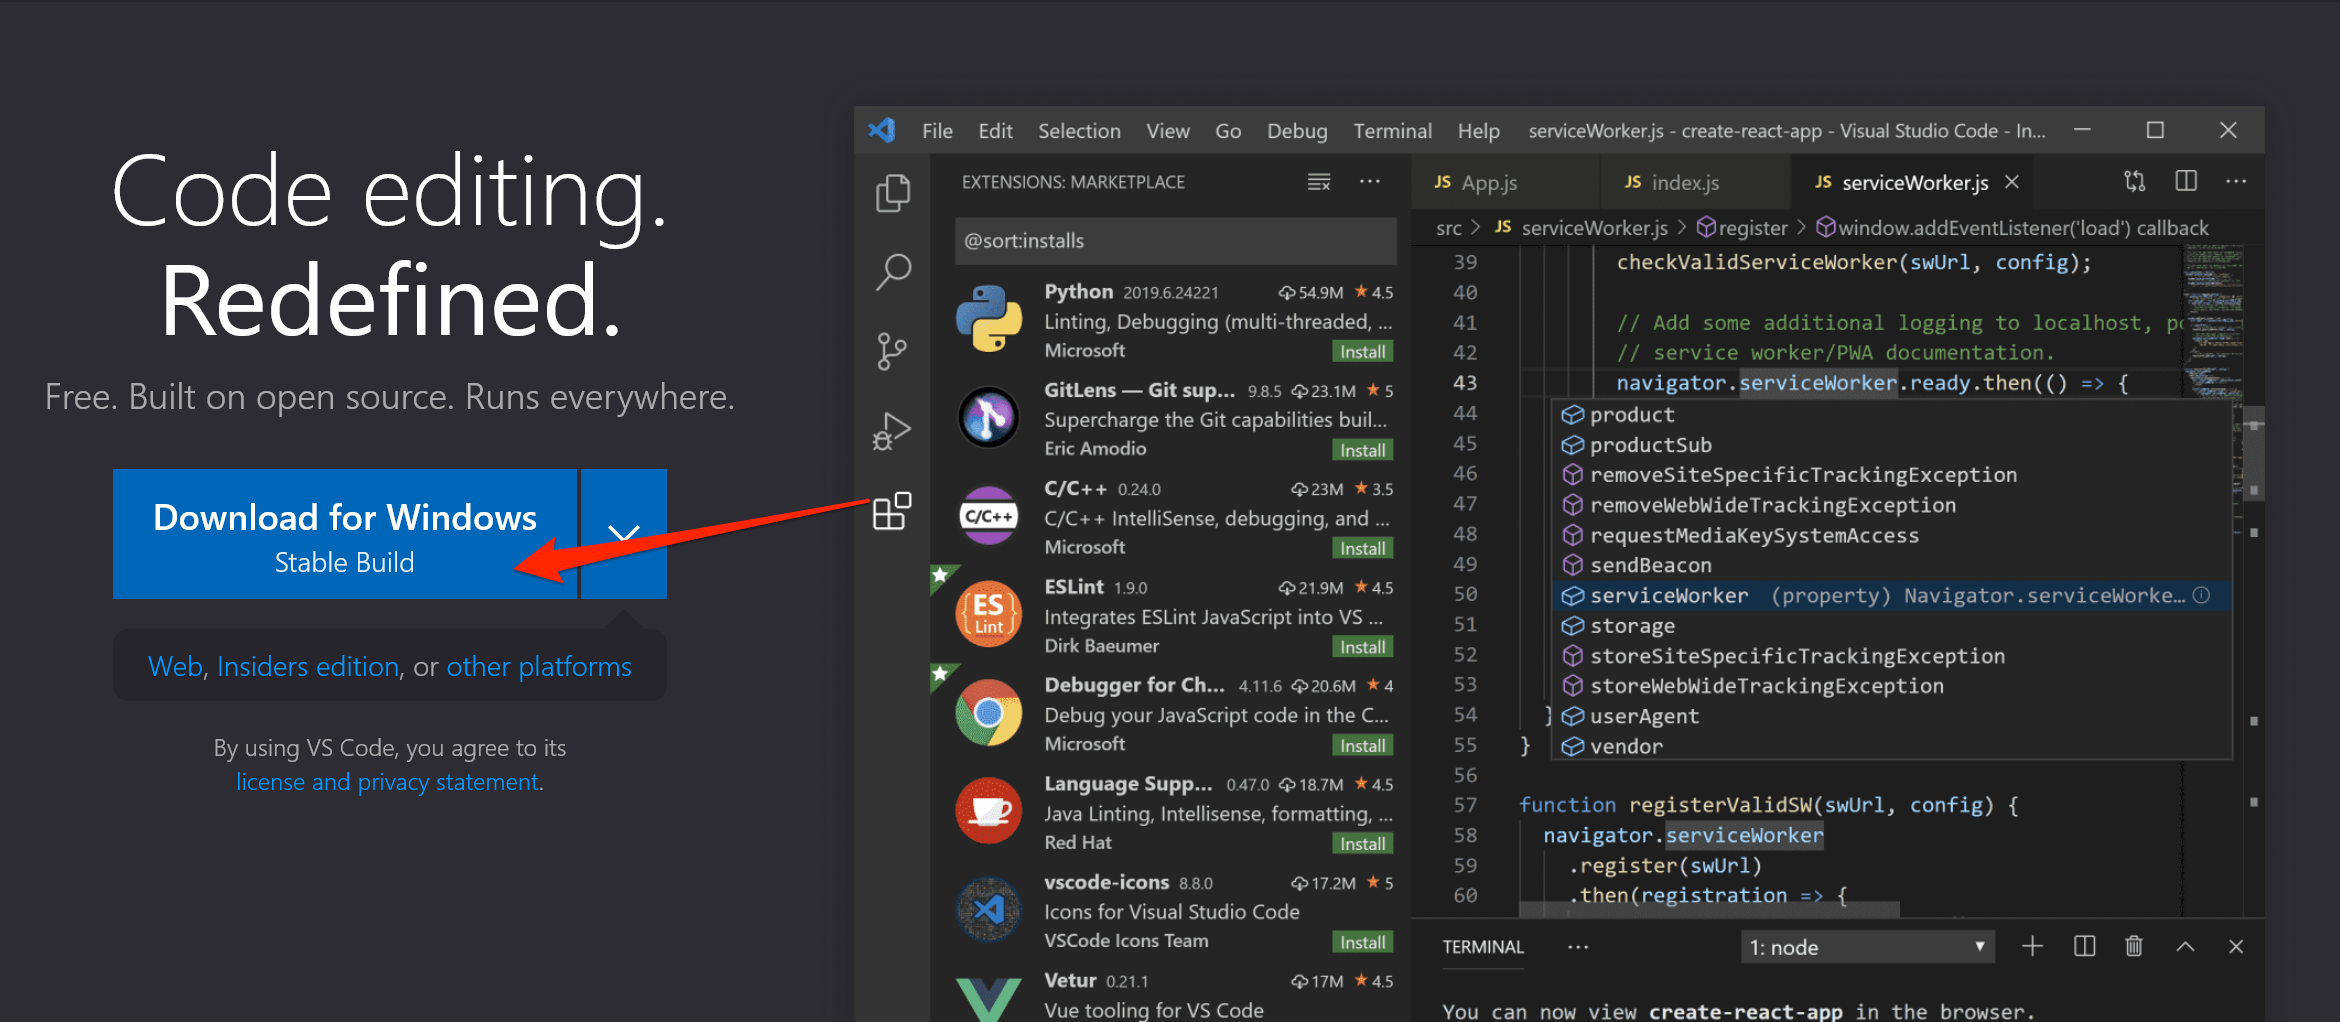 Code editing.
Redefined.
Free. Built on open source. Runs everywhere.
Download for Windows
Stable Build
Web, Insiders edition, or other platforms
By using VS Code, you agree to its
license and privacy statement.
File Edit Selection View Go Debug Terminal Help serviceWorker.js - create-react-app - Visual Studio Code - In...
EXTENSIONS: MARKETPLACE
@sort:installs
Python 2019.6.24221 54.9M 4.5
Linting, Debugging (multi-threaded, ...
Microsoft Install
GitLens — Git sup... 9.8.5 23.1M 5
Supercharge the Git capabilities buil...
Eric Amodio Install
C/C++
C/C++ 0.24.0 23M 3.5
C/C++ IntelliSense, debugging, and ...
Microsoft Install
ES
Lint
ESLint 1.9.0 21.9M 4.5
Integrates ESLint JavaScript into VS ...
Dirk Baeumer Install
Debugger for Ch... 4.11.6 20.6M 4
Debug your JavaScript code in the C...
Microsoft Install
Language Supp... 0.47.0 18.7M 4.5
Java Linting, Intellisense, formatting, ...
Red Hat Install
vscode-icons 8.8.0 17.2M 5
Icons for Visual Studio Code
VSCode Icons Team Install
Vetur 0.21.1 17M 4.5
Vue tooling for VS Code
JS App.js JS index.js JS serviceWorker.js
src > JS serviceWorker.js > register > window.addEventListener('load') callback
39 checkValidServiceWorker(swUrl, config);
40
41 // Add some additional logging to localhost, po
42 // service worker/PWA documentation.
43 navigator.serviceWorker.ready.then(() => {
44 product
45 productSub
46 removeSiteSpecificTrackingException
47 removeWebWideTrackingException
48 requestMediaKeySystemAccess
49 sendBeacon
50 serviceWorker (property) Navigator.serviceWorke...
51 storage
52 storeSiteSpecificTrackingException
53 storeWebWideTrackingException
54 } userAgent
55 } vendor
56
57 function registerValidSW(swUrl, config) {
58 navigator.serviceWorker
59 .register(swUrl)
60 .then(registration => {
TERMINAL ... 1: node
You can now view create-react-app in the browser.